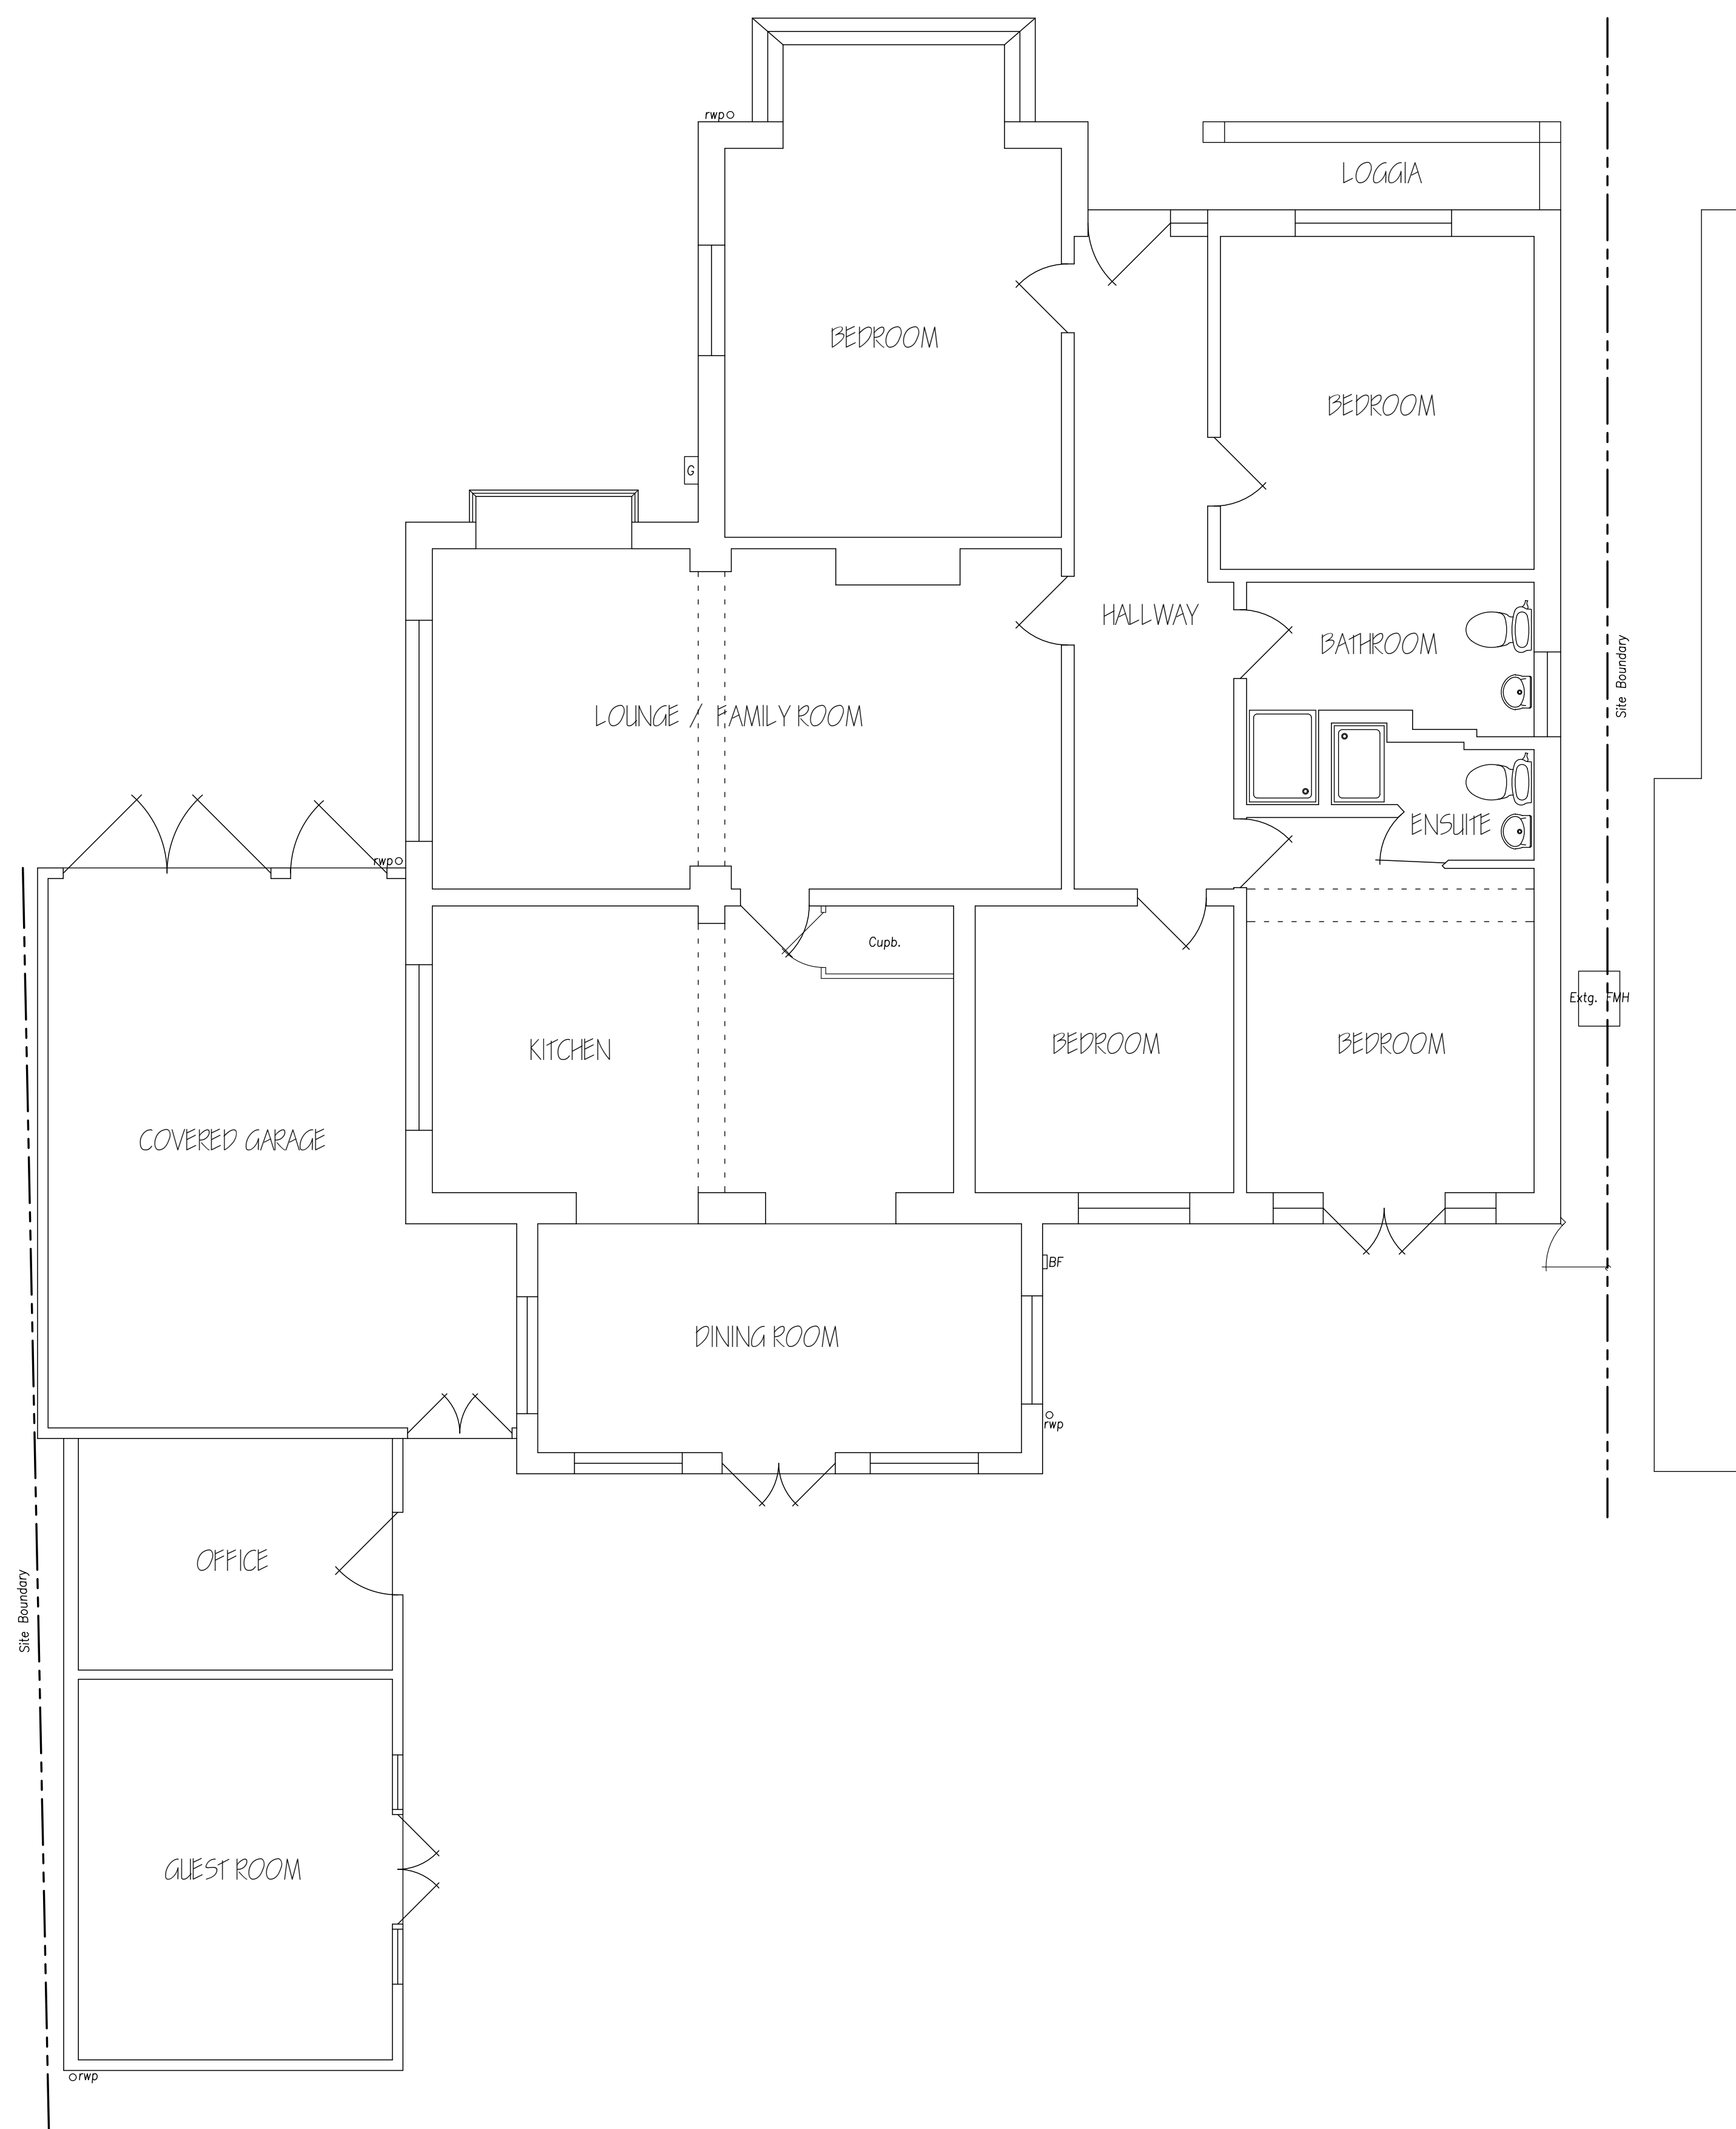 rwp
LOGGIA
BEDROOM
BEDROOM
G
HALLWAY
BATHROOM
Site Boundary
LOUNGE / FAMILY ROOM
ENSUITE
rwp
Cupb.
Extg. FMH
KITCHEN
BEDROOM
BEDROOM
COVERED GARAGE
BF
DINING ROOM
rwp
OFFICE
Site Boundary
GUEST ROOM
rwp